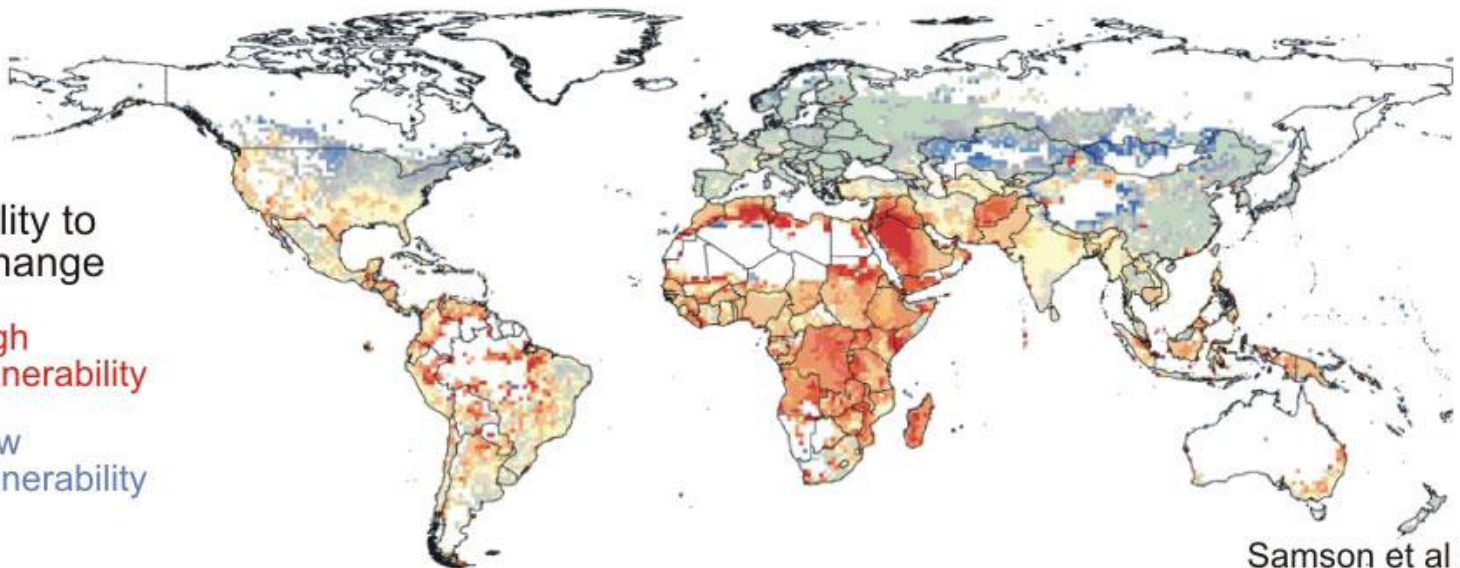 lity to
hange
gh
nerability
w
nerability
Samson et al